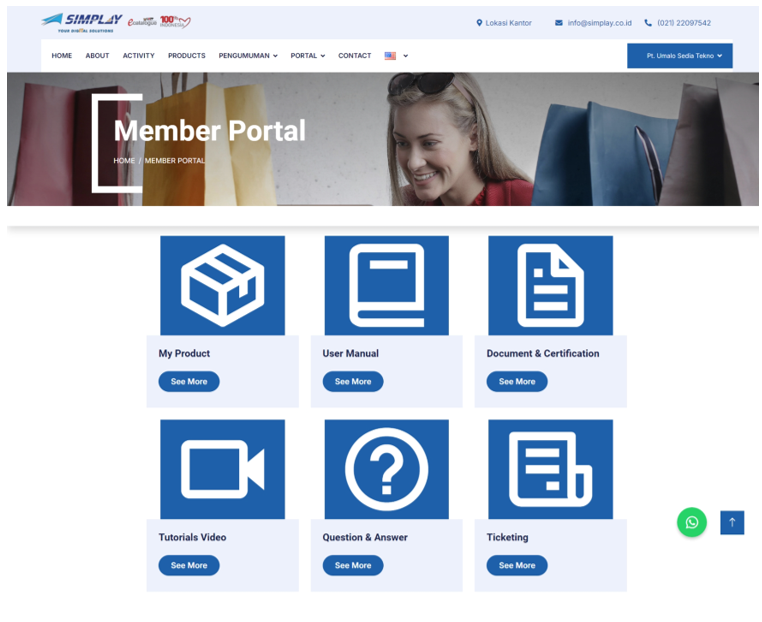 SIMPLAY
YOUR DIGITAL SOLUTIONS
catalogue 100%
INDONESIA
Lokasi Kantor info@simplay.co.id (021) 22097542
HOME ABOUT ACTIVITY PRODUCTS PENGUMUMAN PORTAL CONTACT Pt. Umalo Sedia Tekno
Member Portal
HOME / MEMBER PORTAL
My Product User Manual Document & Certification
See More See More See More
Tutorials Video Question & Answer Ticketing
See More See More See More